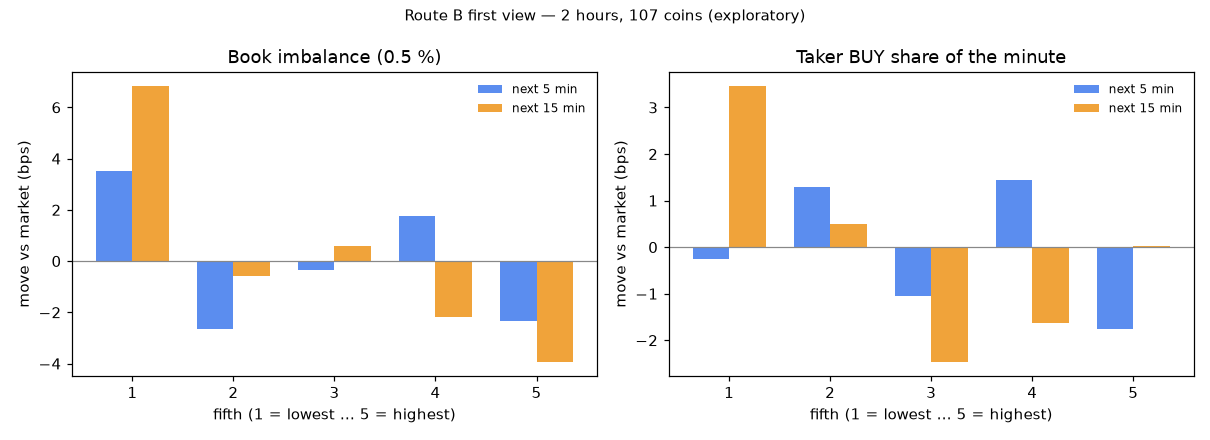 Route B first view — 2 hours, 107 coins (exploratory)
Book imbalance (0.5 %)
move vs market (bps)
6
4
2
0
−2
−4
next 5 min
next 15 min
1 2 3 4 5
fifth (1 = lowest ... 5 = highest)
Taker BUY share of the minute
move vs market (bps)
3
2
1
0
−1
−2
next 5 min
next 15 min
1 2 3 4 5
fifth (1 = lowest ... 5 = highest)